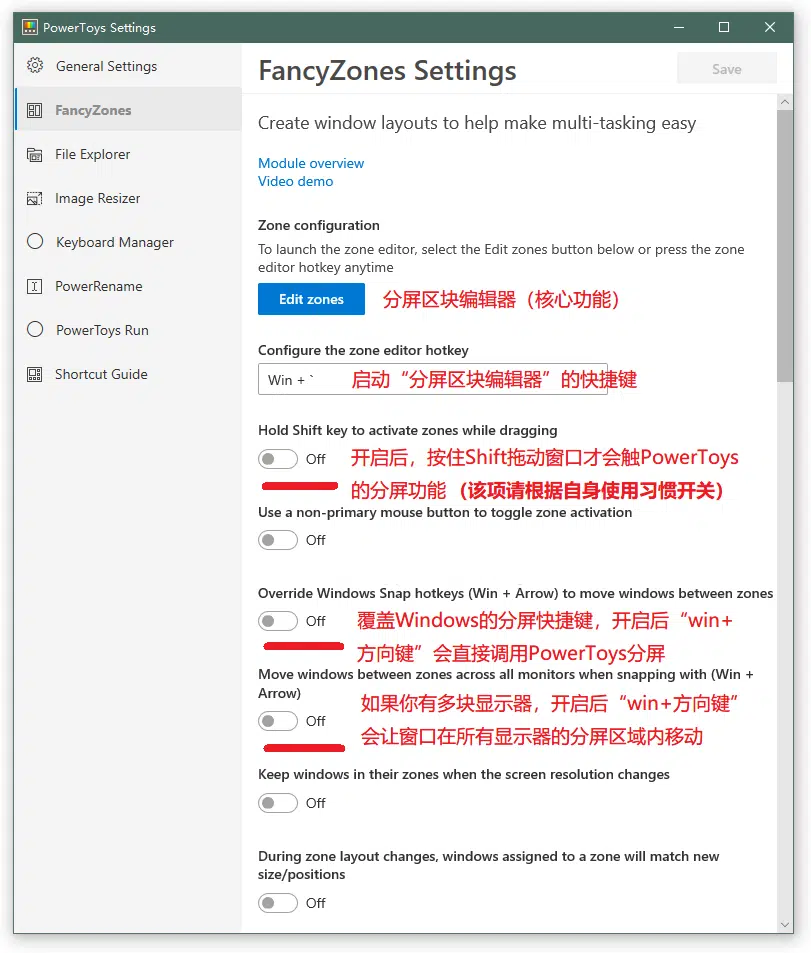 PowerToys Settings
General Settings
FancyZones
File Explorer
Image Resizer
Keyboard Manager
PowerRename
PowerToys Run
Shortcut Guide
FancyZones Settings
Save
Create window layouts to help make multi-tasking easy
Module overview
Video demo
Zone configuration
To launch the zone editor, select the Edit zones button below or press the zone
editor hotkey anytime
Edit zones
分屏区块编辑器（核心功能）
Configure the zone editor hotkey
Win + `
启动“分屏区块编辑器”的快捷键
Hold Shift key to activate zones while dragging
Off
开启后，按住Shift拖动窗口才会触PowerToys
的分屏功能（该项请根据自身使用习惯开关）
Use a non-primary mouse button to toggle zone activation
Off
Override Windows Snap hotkeys (Win + Arrow) to move windows between zones
Off
覆盖Windows的分屏快捷键，开启后“win+
方向键”会直接调用PowerToys分屏
Move windows between zones across all monitors when snapping with (Win +
Arrow)
Off
如果你有多块显示器，开启后“win+方向键”
会让窗口在所有显示器的分屏区域内移动
Keep windows in their zones when the screen resolution changes
Off
During zone layout changes, windows assigned to a zone will match new
size/positions
Off